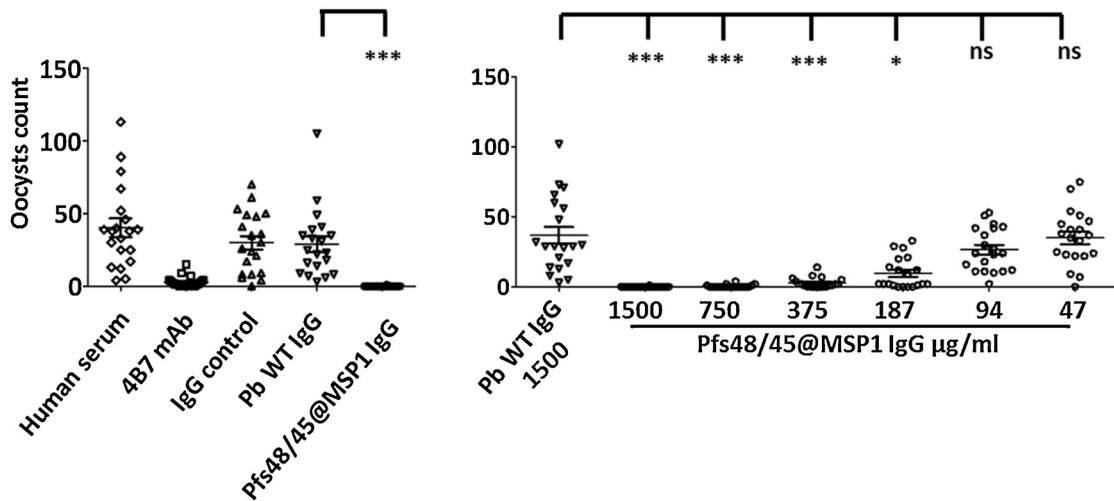 ***
150
100
50
0
Oocysts count
Human serum
4B7 mAb
IgG control
Pb WT IgG
Pfs48/45@MSP1 IgG
*** *** *** * ns ns
150
100
50
0
Pb WT IgG
1500
1500 750 375 187 94 47
Pfs48/45@MSP1 IgG µg/ml